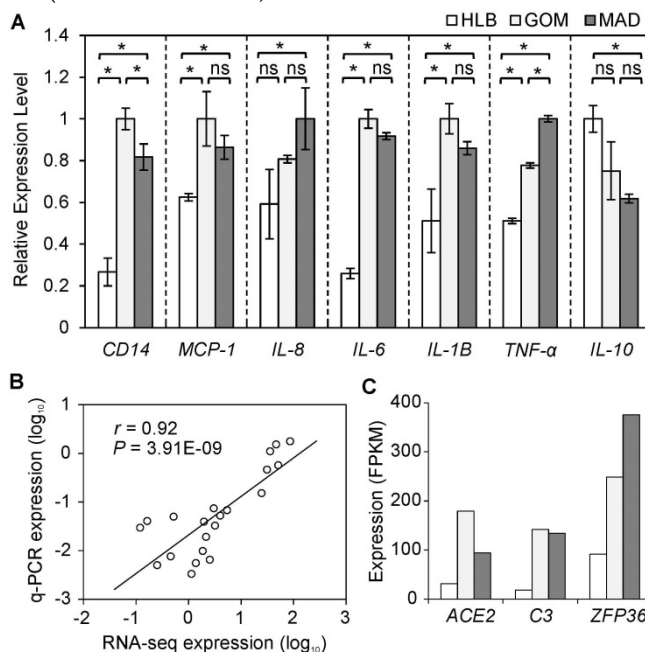 A
HLB GOM MAD
Relative Expression Level
1.4
1.2
1
0.8
0.6
0.4
0.2
0
* * * * * * *
* * * ns ns ns * ns * ns * * ns ns
CD14 MCP-1 IL-8 IL-6 IL-1B TNF-α IL-10
B
q-PCR expression (log10)
1
0
-1
-2
-3
r = 0.92
P = 3.91E-09
-2 -1 0 1 2 3
RNA-seq expression (log10)
C
Expression (FPKM)
400
300
200
100
0
ACE2 C3 ZFP36